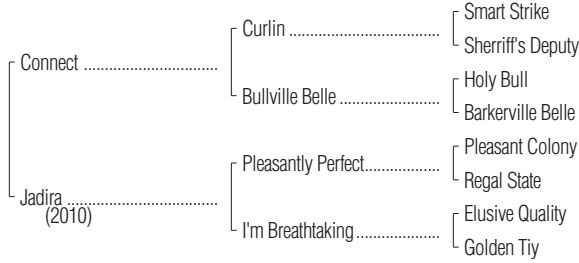 Smart Strike
Curlin ..............................
Sherriff's Deputy
Connect ...........................
Holy Bull
Bullville Belle ....................
Barkerville Belle
Pleasant Colony
Pleasantly Perfect...............
Regal State
Jadira ..............................
(2010)
Elusive Quality
I'm Breathtaking .................
Golden Tiy